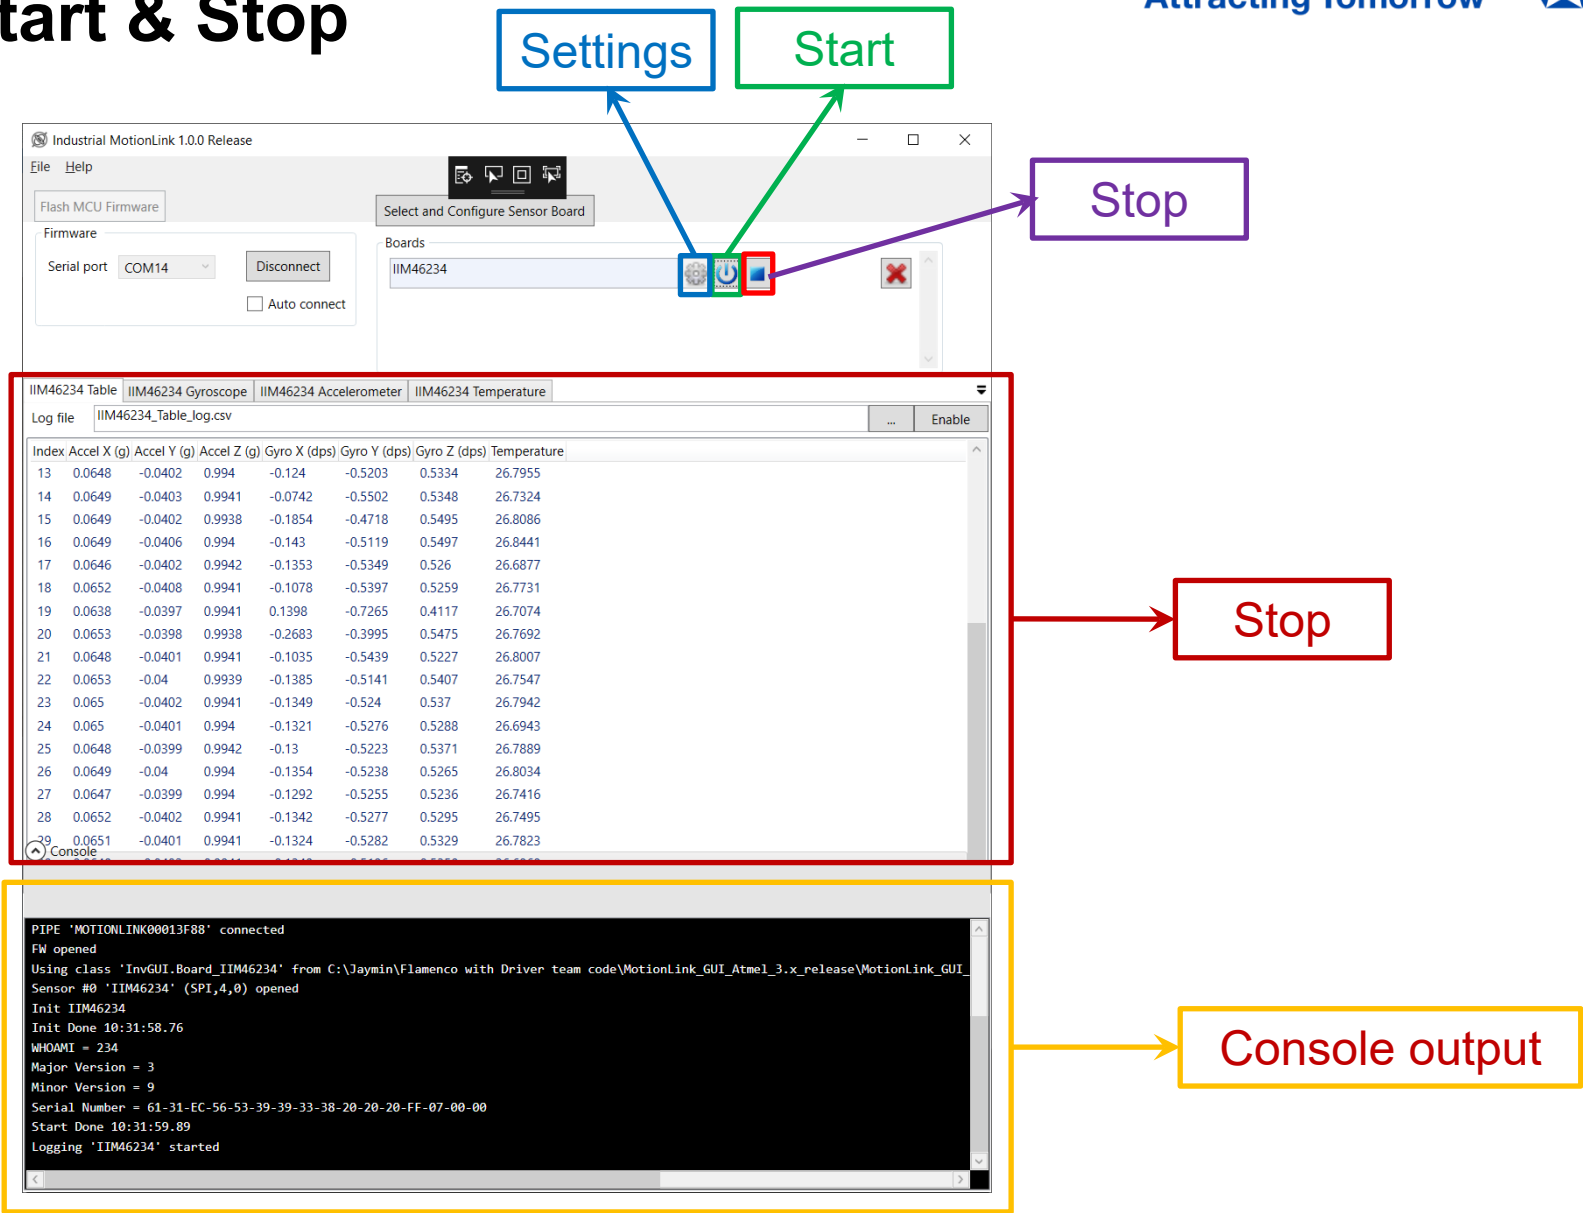 tart & Stop
Attracting Tomorrow
Settings
Start
Industrial MotionLink 1.0.0 Release
File Help
Flash MCU Firmware
Select and Configure Sensor Board
Stop
Firmware
Boards
Serial port COM14 Disconnect
IIM46234
Auto connect
IIM46234 Table IIM46234 Gyroscope IIM46234 Accelerometer IIM46234 Temperature
Log file IIM46234_Table_log.csv ... Enable
Index Accel X (g) Accel Y (g) Accel Z (g) Gyro X (dps) Gyro Y (dps) Gyro Z (dps) Temperature
13 0.0648 -0.0402 0.994 -0.124 -0.5203 0.5334 26.7955
14 0.0649 -0.0403 0.9941 -0.0742 -0.5502 0.5348 26.7324
15 0.0649 -0.0402 0.9938 -0.1854 -0.4718 0.5495 26.8086
16 0.0649 -0.0406 0.994 -0.143 -0.5119 0.5497 26.8441
17 0.0646 -0.0402 0.9942 -0.1353 -0.5349 0.526 26.6877
18 0.0652 -0.0408 0.9941 -0.1078 -0.5397 0.5259 26.7731
19 0.0638 -0.0397 0.9941 0.1398 -0.7265 0.4117 26.7074
20 0.0653 -0.0398 0.9938 -0.2683 -0.3995 0.5475 26.7692
21 0.0648 -0.0401 0.9941 -0.1035 -0.5439 0.5227 26.8007
22 0.0653 -0.04 0.9939 -0.1385 -0.5141 0.5407 26.7547
23 0.065 -0.0402 0.9941 -0.1349 -0.524 0.537 26.7942
24 0.065 -0.0401 0.994 -0.1321 -0.5276 0.5288 26.6943
25 0.0648 -0.0399 0.9942 -0.13 -0.5223 0.5371 26.7889
26 0.0649 -0.04 0.994 -0.1354 -0.5238 0.5265 26.8034
27 0.0647 -0.0399 0.994 -0.1292 -0.5255 0.5236 26.7416
28 0.0652 -0.0402 0.9941 -0.1342 -0.5277 0.5295 26.7495
29 0.0651 -0.0401 0.9941 -0.1324 -0.5282 0.5329 26.7823
Stop
Console
PIPE 'MOTIONLINK00013F88' connected
FW opened
Using class 'InvGUI.Board_IIM46234' from C:\Jaymin\Flamenco with Driver team code\MotionLink_GUI_Atmel_3.x_release\MotionLink_GUI_
Sensor #0 'IIM46234' (SPI,4,0) opened
Init IIM46234
Init Done 10:31:58.76
WHOAMI = 234
Major Version = 3
Minor Version = 9
Serial Number = 61-31-EC-56-53-39-39-33-38-20-20-20-FF-07-00-00
Start Done 10:31:59.89
Logging 'IIM46234' started
Console output